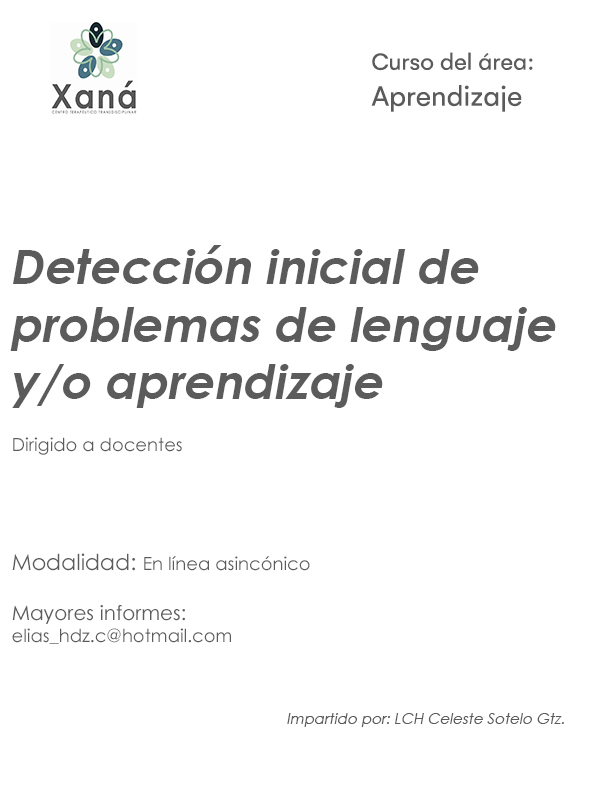 Xaná
CENTRO TERAPÉUTICO TRANSDISCIPLINAR
Curso del área:
Aprendizaje
Detección inicial de
problemas de lenguaje
y/o aprendizaje
Dirigido a docentes
Modalidad: En línea asincónico
Mayores informes:
elias_hdz.c@hotmail.com
Impartido por: LCH Celeste Sotelo Gtz.